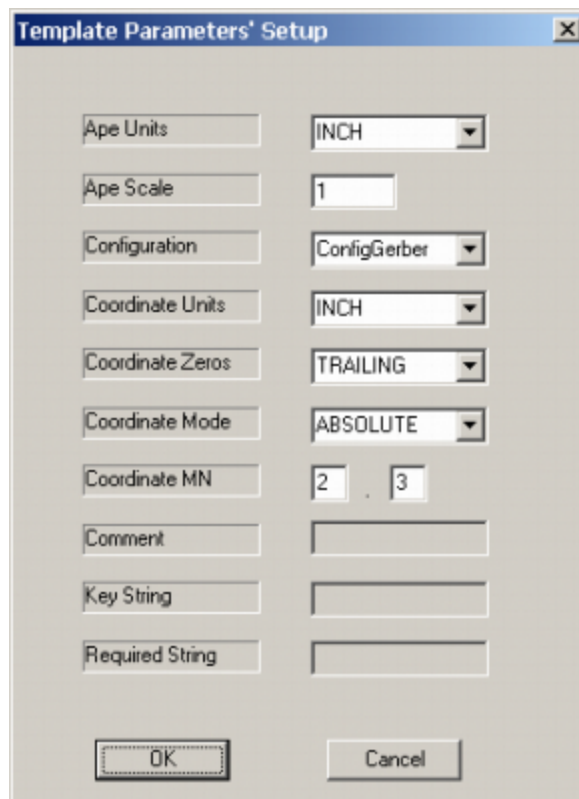 Template Parameters' Setup
Ape Units INCH
Ape Scale 1
Configuration ConfigGerber
Coordinate Units INCH
Coordinate Zeros TRAILING
Coordinate Mode ABSOLUTE
Coordinate MN 2 . 3
Comment
Key String
Required String
OK Cancel